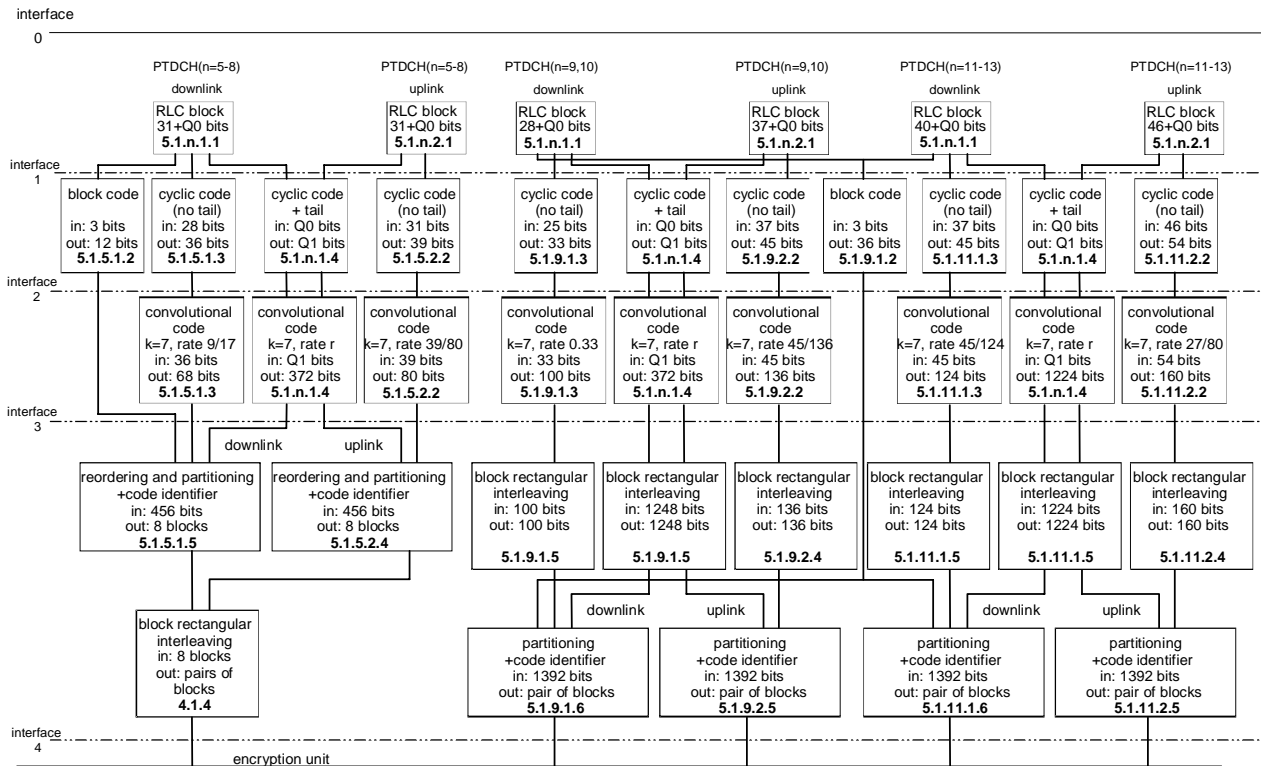 interface
0
PTDCH(n=5-8)
downlink
RLC block
31+Q0 bits
5.1.n.1.1
PTDCH(n=5-8)
uplink
RLC block
31+Q0 bits
5.1.n.2.1
PTDCH(n=9,10)
downlink
RLC block
28+Q0 bits
5.1.n.1.1
PTDCH(n=9,10)
uplink
RLC block
37+Q0 bits
5.1.n.2.1
PTDCH(n=11-13)
downlink
RLC block
40+Q0 bits
5.1.n.1.1
PTDCH(n=11-13)
uplink
RLC block
46+Q0 bits
5.1.n.2.1
interface
1
block code
in: 3 bits
out: 12 bits
5.1.5.1.2
cyclic code
(no tail)
in: 28 bits
out: 36 bits
5.1.5.1.3
cyclic code
+ tail
in: Q0 bits
out: Q1 bits
5.1.n.1.4
cyclic code
(no tail)
in: 31 bits
out: 39 bits
5.1.5.2.2
cyclic code
(no tail)
in: 25 bits
out: 33 bits
5.1.9.1.3
cyclic code
+ tail
in: Q0 bits
out: Q1 bits
5.1.n.1.4
cyclic code
(no tail)
in: 37 bits
out: 45 bits
5.1.9.2.2
block code
in: 3 bits
out: 36 bits
5.1.9.1.2
cyclic code
(no tail)
in: 37 bits
out: 45 bits
5.1.11.1.3
cyclic code
+ tail
in: Q0 bits
out: Q1 bits
5.1.n.1.4
cyclic code
(no tail)
in: 46 bits
out: 54 bits
5.1.11.2.2
interface
2
convolutional
code
k=7, rate 9/17
in: 36 bits
out: 68 bits
5.1.5.1.3
convolutional
code
k=7, rate r
in: Q1 bits
out: 372 bits
5.1.n.1.4
convolutional
code
k=7, rate 39/80
in: 39 bits
out: 80 bits
5.1.5.2.2
convolutional
code
k=7, rate 0.33
in: 33 bits
out: 100 bits
5.1.9.1.3
convolutional
code
k=7, rate r
in: Q1 bits
out: 372 bits
5.1.n.1.4
convolutional
code
k=7, rate 45/136
in: 45 bits
out: 136 bits
5.1.9.2.2
convolutional
code
k=7, rate 45/124
in: 45 bits
out: 124 bits
5.1.11.1.3
convolutional
code
k=7, rate r
in: Q1 bits
out: 1224 bits
5.1.n.1.4
convolutional
code
k=7, rate 27/80
in: 54 bits
out: 160 bits
5.1.11.2.2
interface
3
downlink
uplink
reordering and partitioning
+code identifier
in: 456 bits
out: 8 blocks
5.1.5.1.5
reordering and partitioning
+code identifier
in: 456 bits
out: 8 blocks
5.1.5.2.4
block rectangular
interleaving
in: 100 bits
out: 100 bits
5.1.9.1.5
block rectangular
interleaving
in: 1248 bits
out: 1248 bits
5.1.9.1.5
block rectangular
interleaving
in: 136 bits
out: 136 bits
5.1.9.2.4
block rectangular
interleaving
in: 124 bits
out: 124 bits
5.1.11.1.5
block rectangular
interleaving
in: 1224 bits
out: 1224 bits
5.1.11.1.5
block rectangular
interleaving
in: 160 bits
out: 160 bits
5.1.11.2.4
downlink
uplink
downlink
uplink
block rectangular
interleaving
in: 8 blocks
out: pairs of
blocks
4.1.4
partitioning
+code identifier
in: 1392 bits
out: pair of blocks
5.1.9.1.6
partitioning
+code identifier
in: 1392 bits
out: pair of blocks
5.1.9.2.5
partitioning
+code identifier
in: 1392 bits
out: pair of blocks
5.1.11.1.6
partitioning
+code identifier
in: 1392 bits
out: pair of blocks
5.1.11.2.5
interface
4
encryption unit